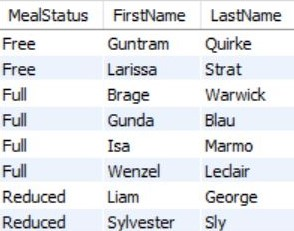 MealStatus FirstName LastName
Free Guntram Quirke
Free Larissa Strat
Full Brage Warwick
Full Gunda Blau
Full Isa Marmo
Full Wenzel Leclair
Reduced Liam George
Reduced Sylvester Sly